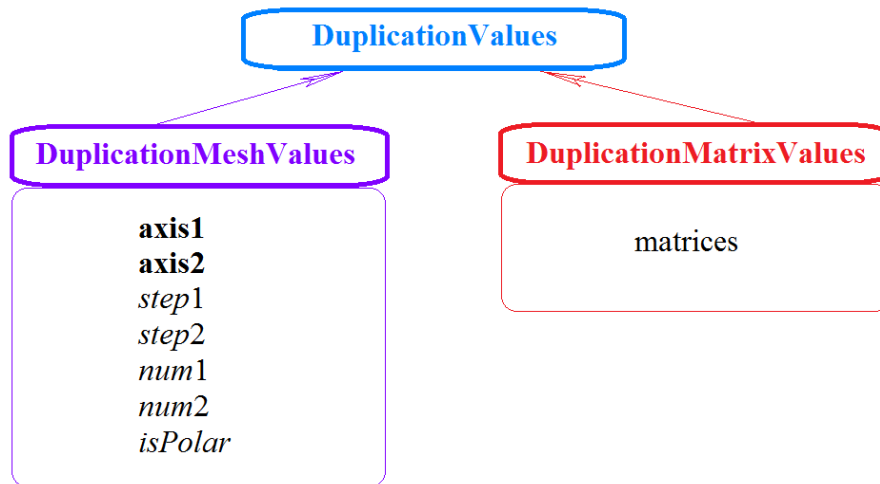 DuplicationValues
DuplicationMeshValues
axis1
axis2
step1
step2
num1
num2
isPolar
DuplicationMatrixValues
matrices